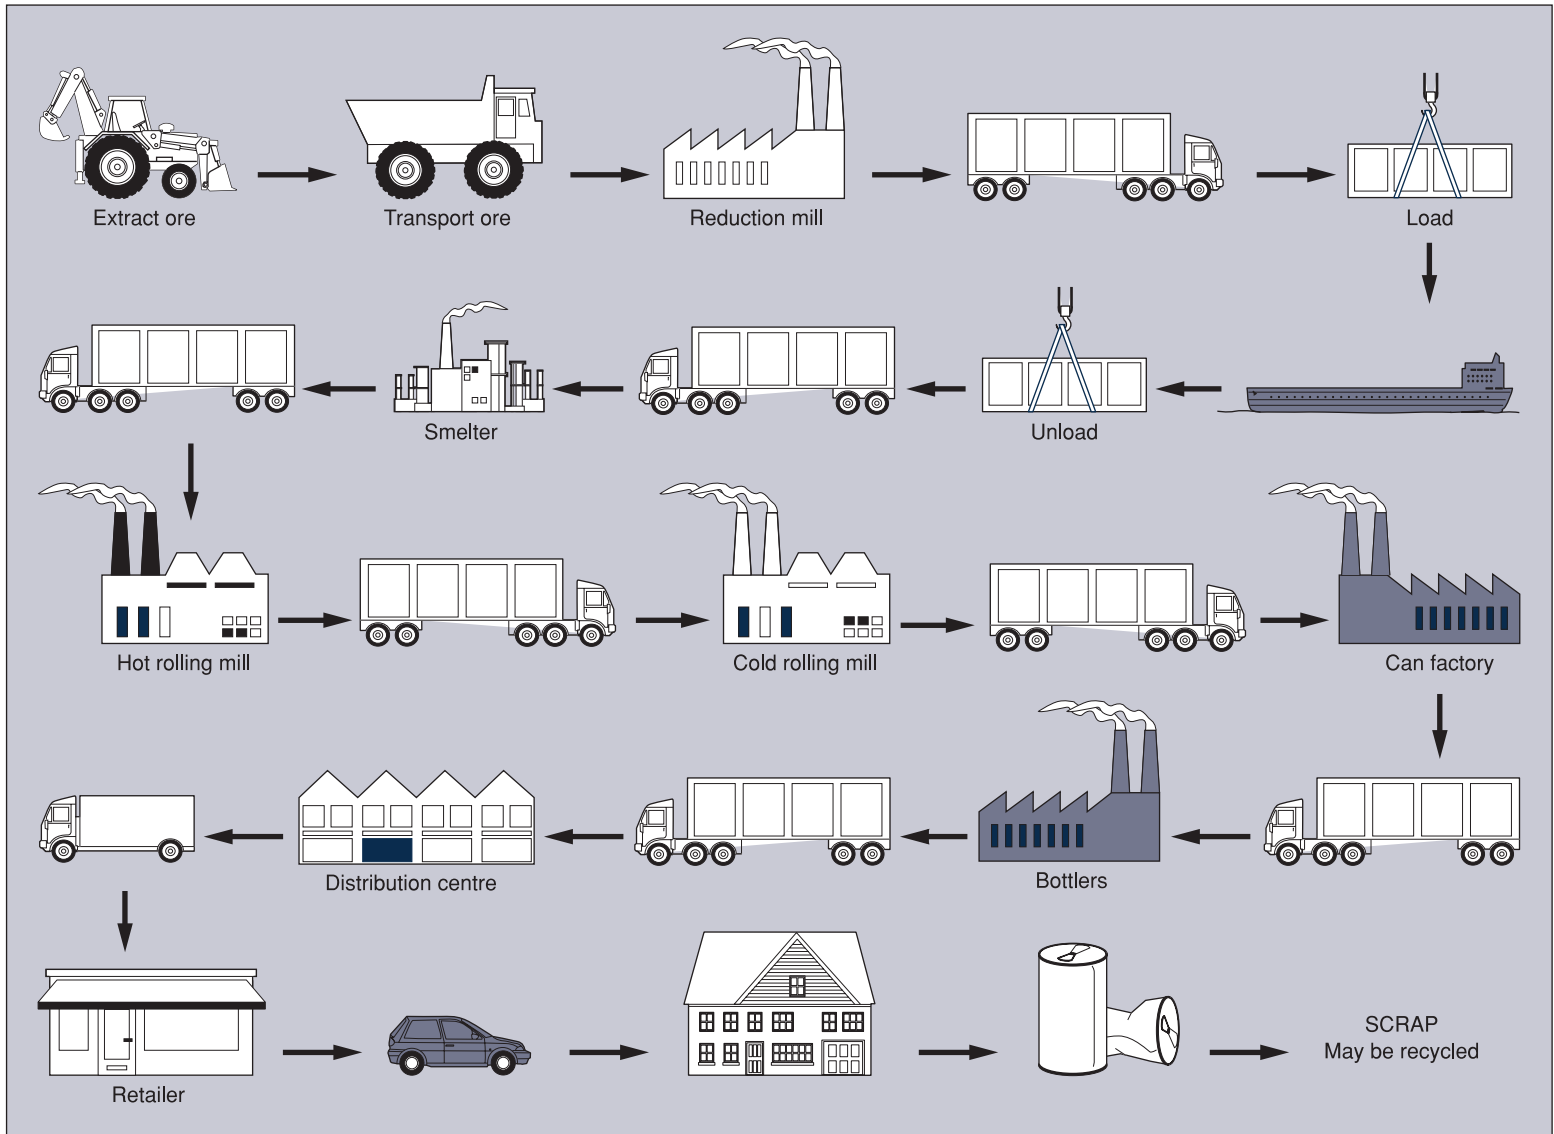 Extract ore
Transport ore
Reduction mill
Load
Smelter
Unload
Hot rolling mill
Cold rolling mill
Can factory
Distribution centre
Bottlers
Retailer
SCRAP
May be recycled